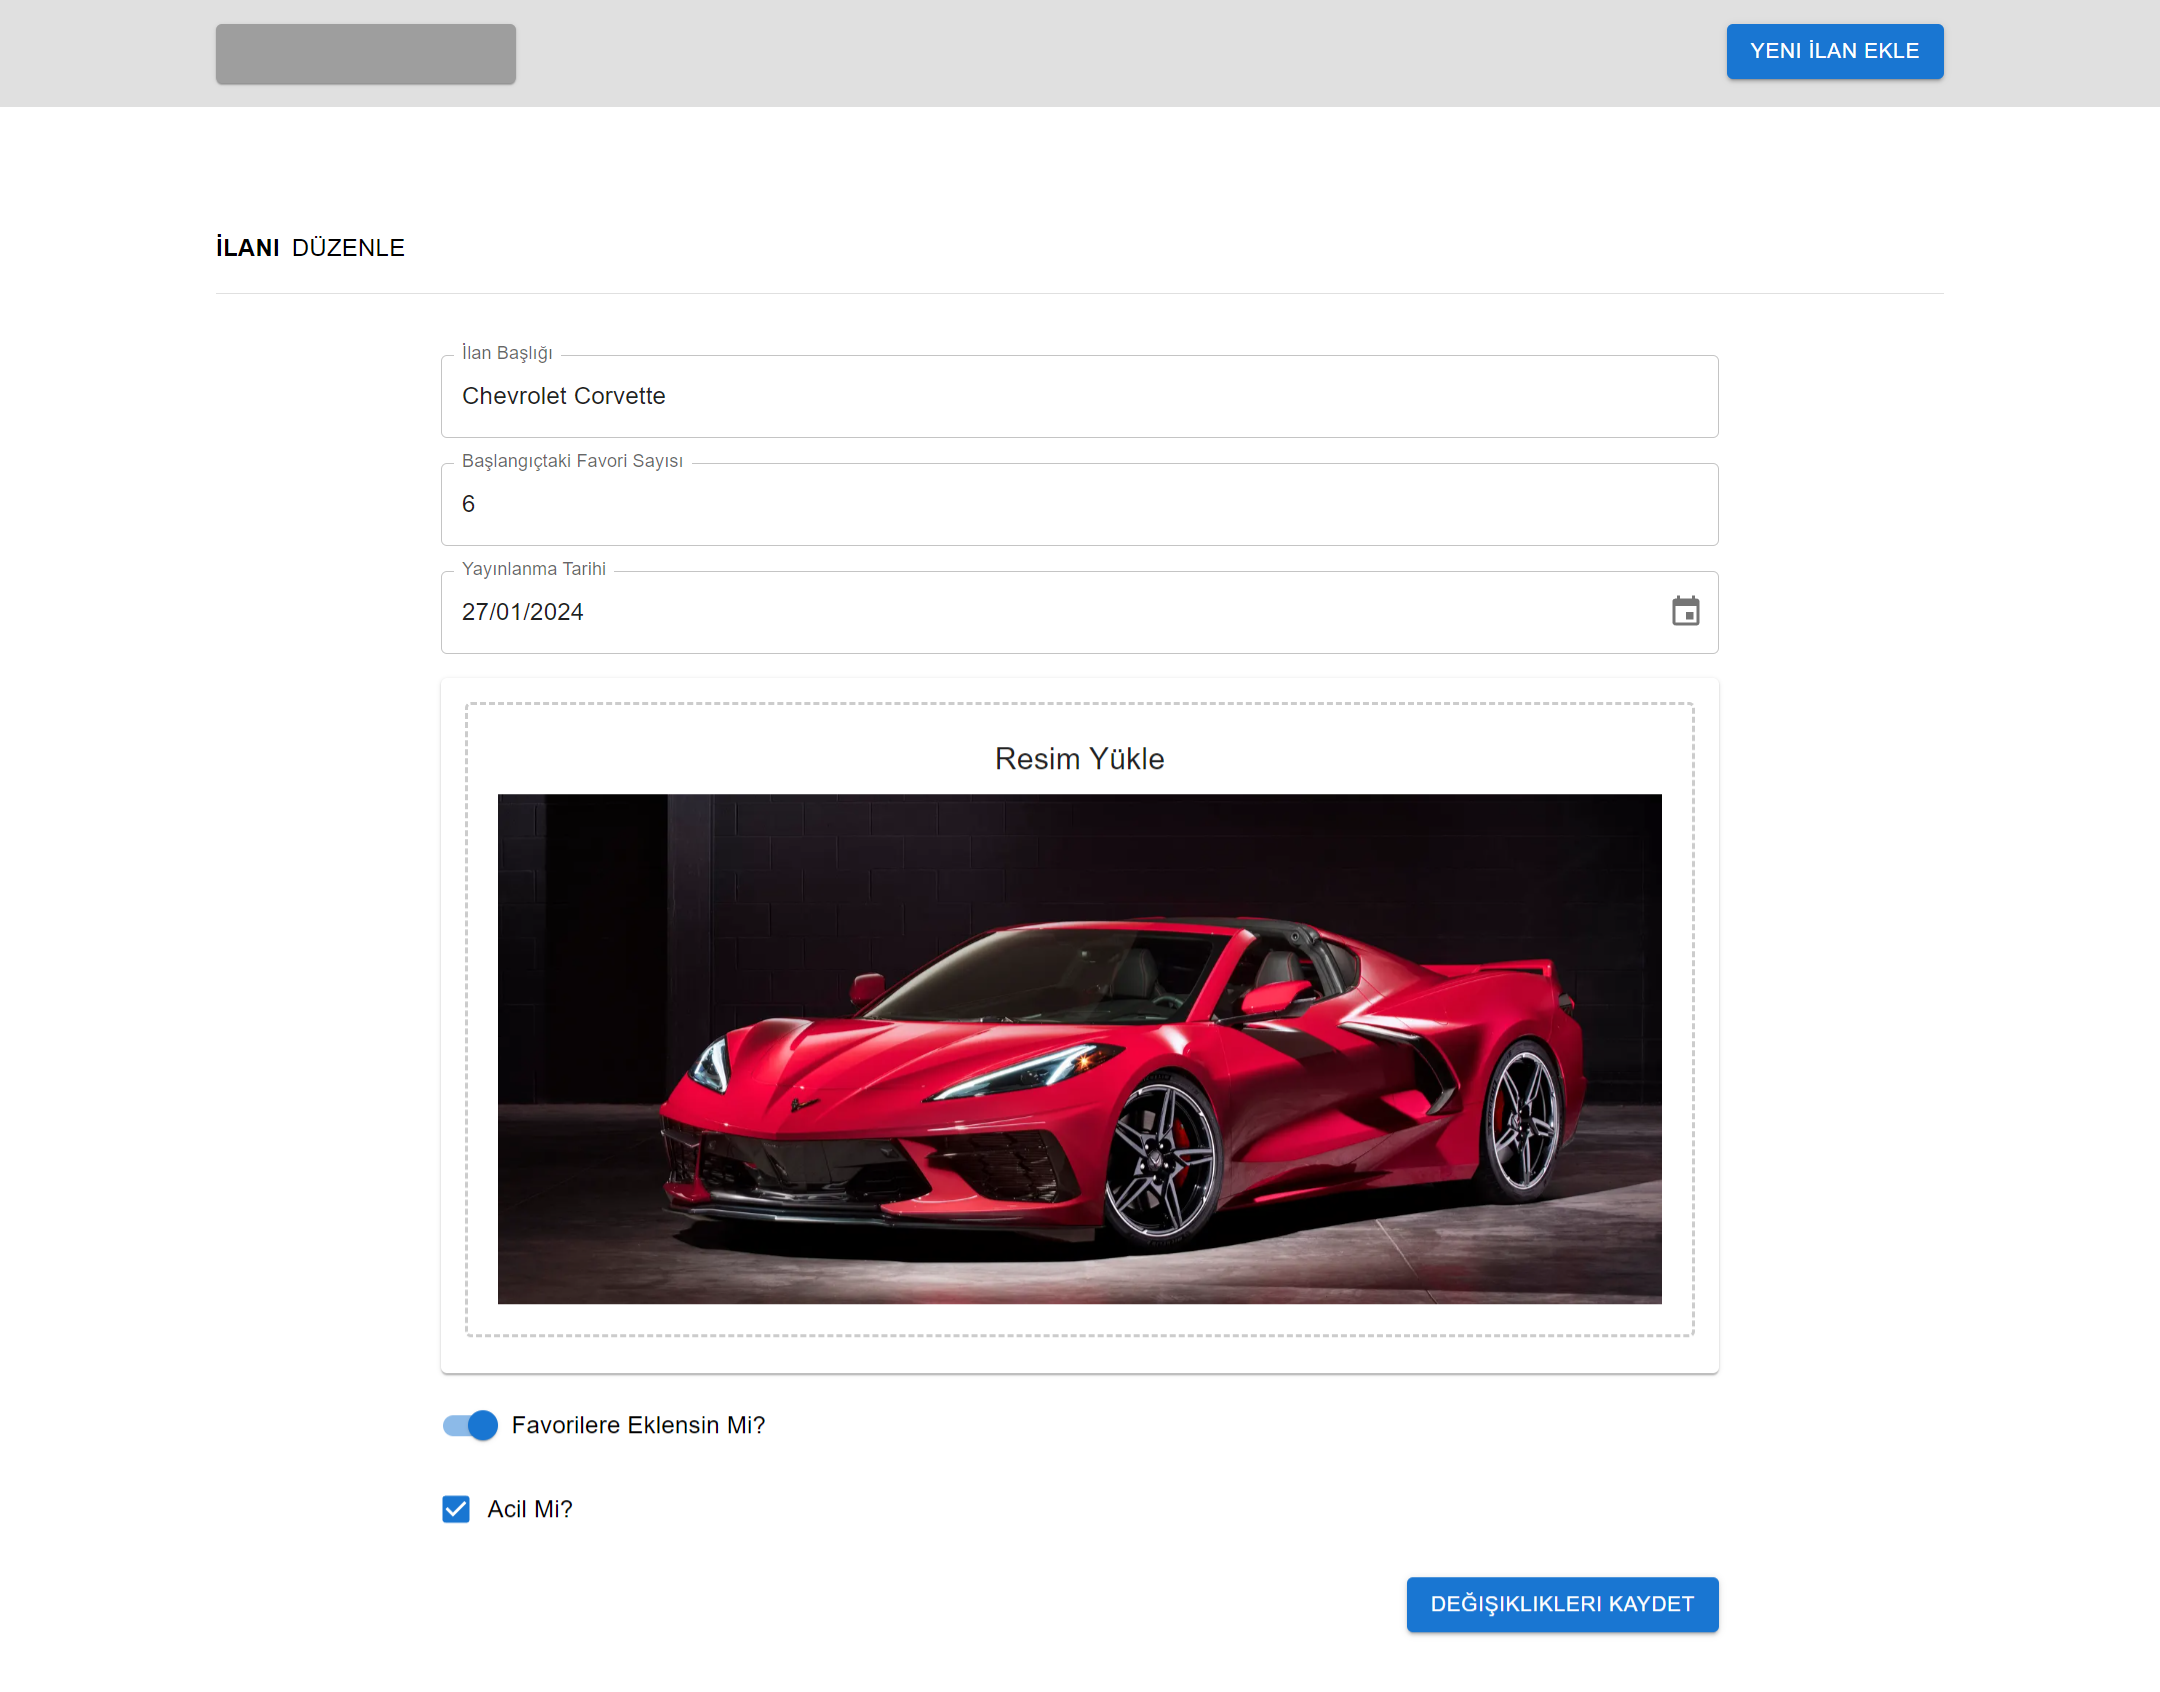 YENI İLAN EKLE
İLANI DÜZENLE
İlan Başlığı
Chevrolet Corvette
Başlangıçtaki Favori Sayısı
6
Yayınlanma Tarihi
27/01/2024
Resim Yükle
Favorilere Eklensin Mi?
Acil Mi?
DEĞIŞIKLIKLERI KAYDET